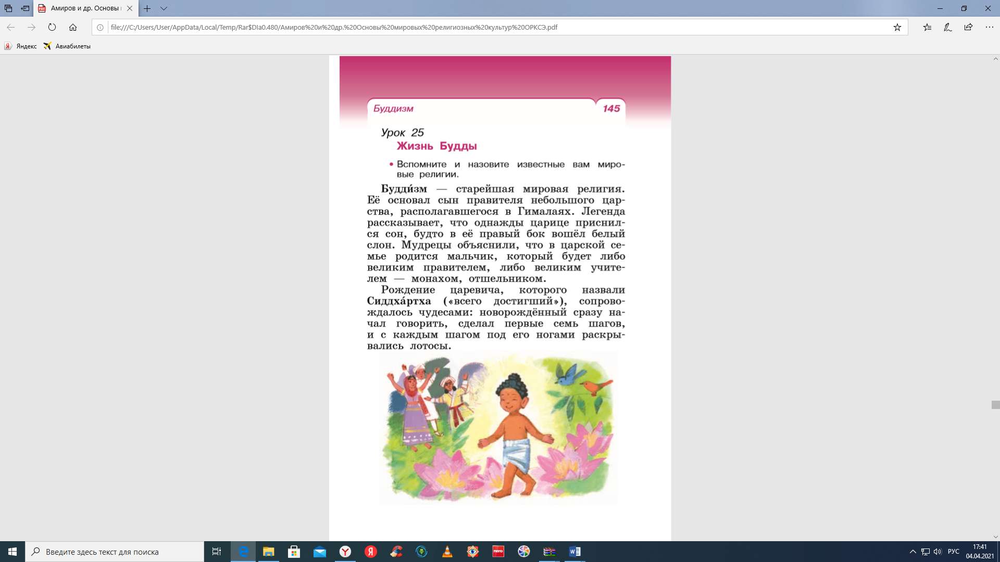 Амиров и др. Основы
file:///C:/Users/User/AppData/Local/Temp/Rar$DIa0.480/Амиров%20и%20др.%20Основы%20мировых%20религиозных%20культур%20ОРКСЭ.pdf
Яндекс Авиабилеты
Буддизм 145
Урок 25
Жизнь Будды
• Вспомните и назовите известные вам миро-
вые религии.
Будди́зм — старейшая мировая религия.
Её основал сын правителя небольшого цар-
ства, располагавшегося в Гималаях. Легенда
рассказывает, что однажды царице приснил-
ся сон, будто в её правый бок вошёл белый
слон. Мудрецы объяснили, что в царской се-
мье родится мальчик, который будет либо
великим правителем, либо великим учите-
лем — монахом, отшельником.
Рождение царевича, которого назвали
Сиддха́ртха («всего достигший»), сопрово-
ждалось чудесами: новорождённый сразу на-
чал говорить, сделал первые семь шагов,
и с каждым шагом под его ногами раскры-
вались лотосы.
Введите здесь текст для поиска
nero
РУС
17:41
04.04.2021